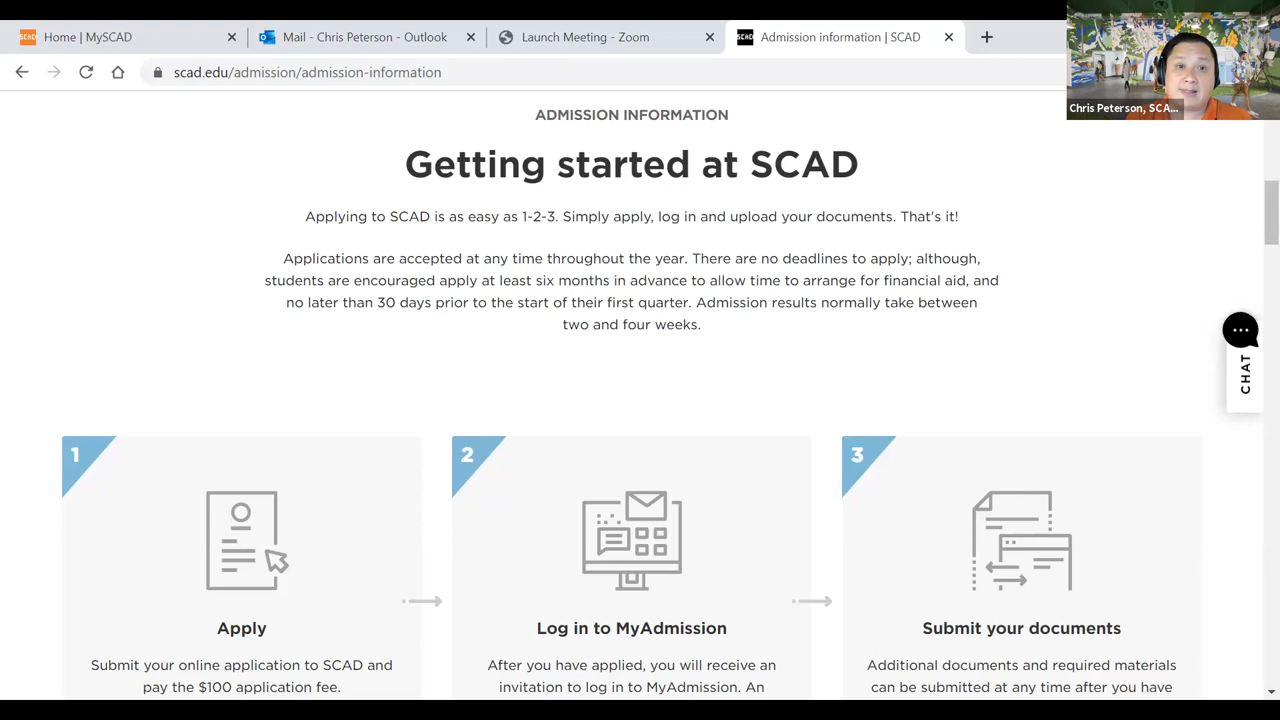 SCAD
Home | MySCAD
Mail - Chris Peterson - Outlook
Launch Meeting - Zoom
SCAD
Admission information | SCAD
scad.edu/admission/admission-information
Chris Peterson, SCA...
ADMISSION INFORMATION
Getting started at SCAD
Applying to SCAD is as easy as 1-2-3. Simply apply, log in and upload your documents. That's it!
Applications are accepted at any time throughout the year. There are no deadlines to apply; although,
students are encouraged apply at least six months in advance to allow time to arrange for financial aid, and
no later than 30 days prior to the start of their first quarter. Admission results normally take between
two and four weeks.
CHAT
1
2
3
Apply
Log in to MyAdmission
Submit your documents
Submit your online application to SCAD and
pay the $100 application fee.
After you have applied, you will receive an
invitation to log in to MyAdmission. An
Additional documents and required materials
can be submitted at any time after you have